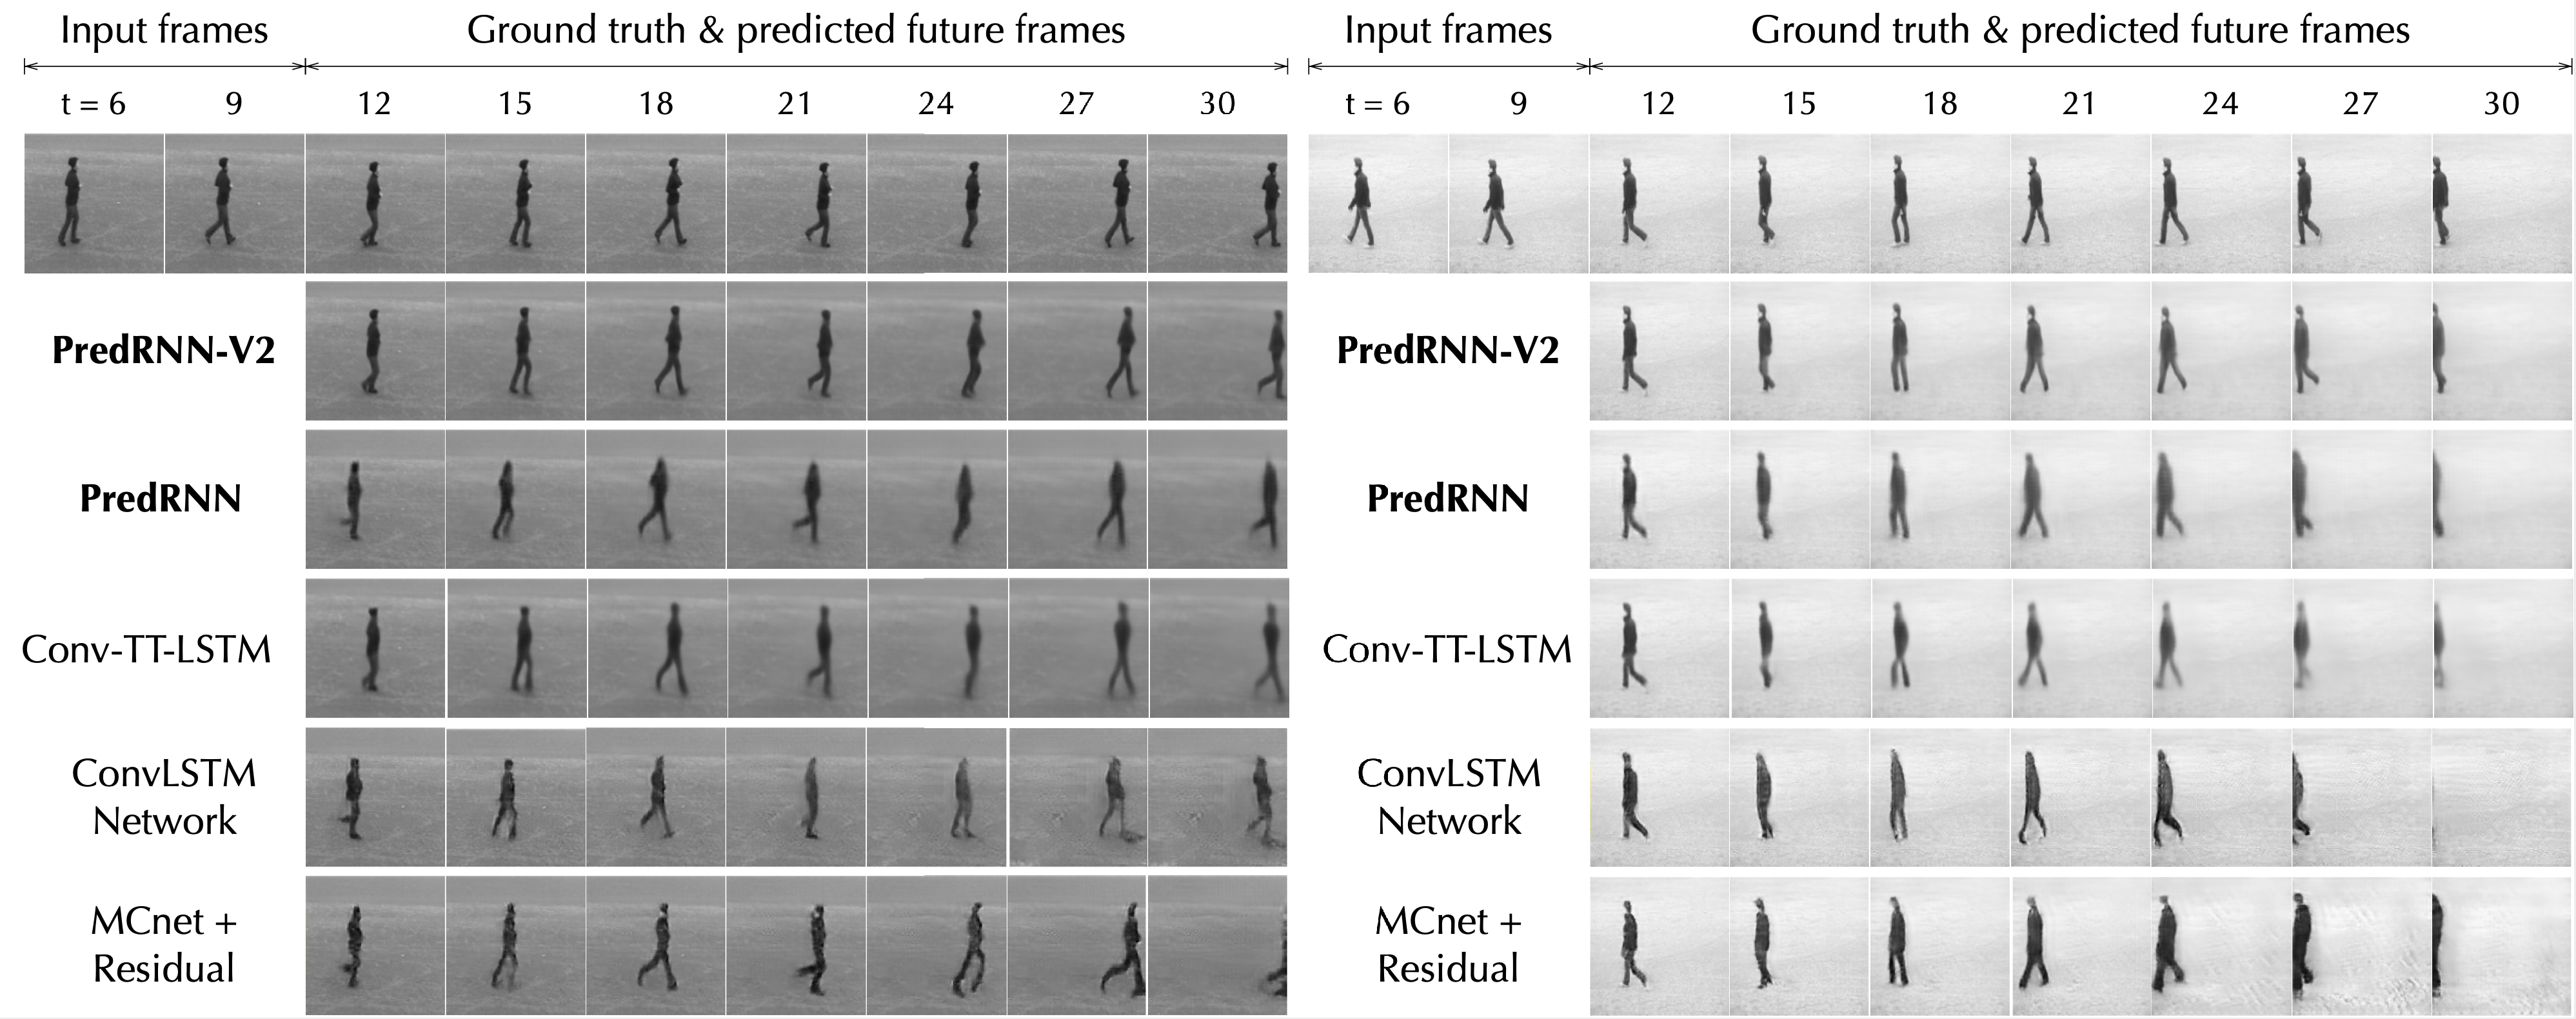 Input frames Ground truth & predicted future frames Input frames Ground truth & predicted future frames
t = 6 9 12 15 18 21 24 27 30 t = 6 9 12 15 18 21 24 27 30
PredRNN-V2 PredRNN-V2
PredRNN PredRNN
Conv-TT-LSTM Conv-TT-LSTM
ConvLSTM ConvLSTM
Network Network
MCnet + MCnet +
Residual Residual